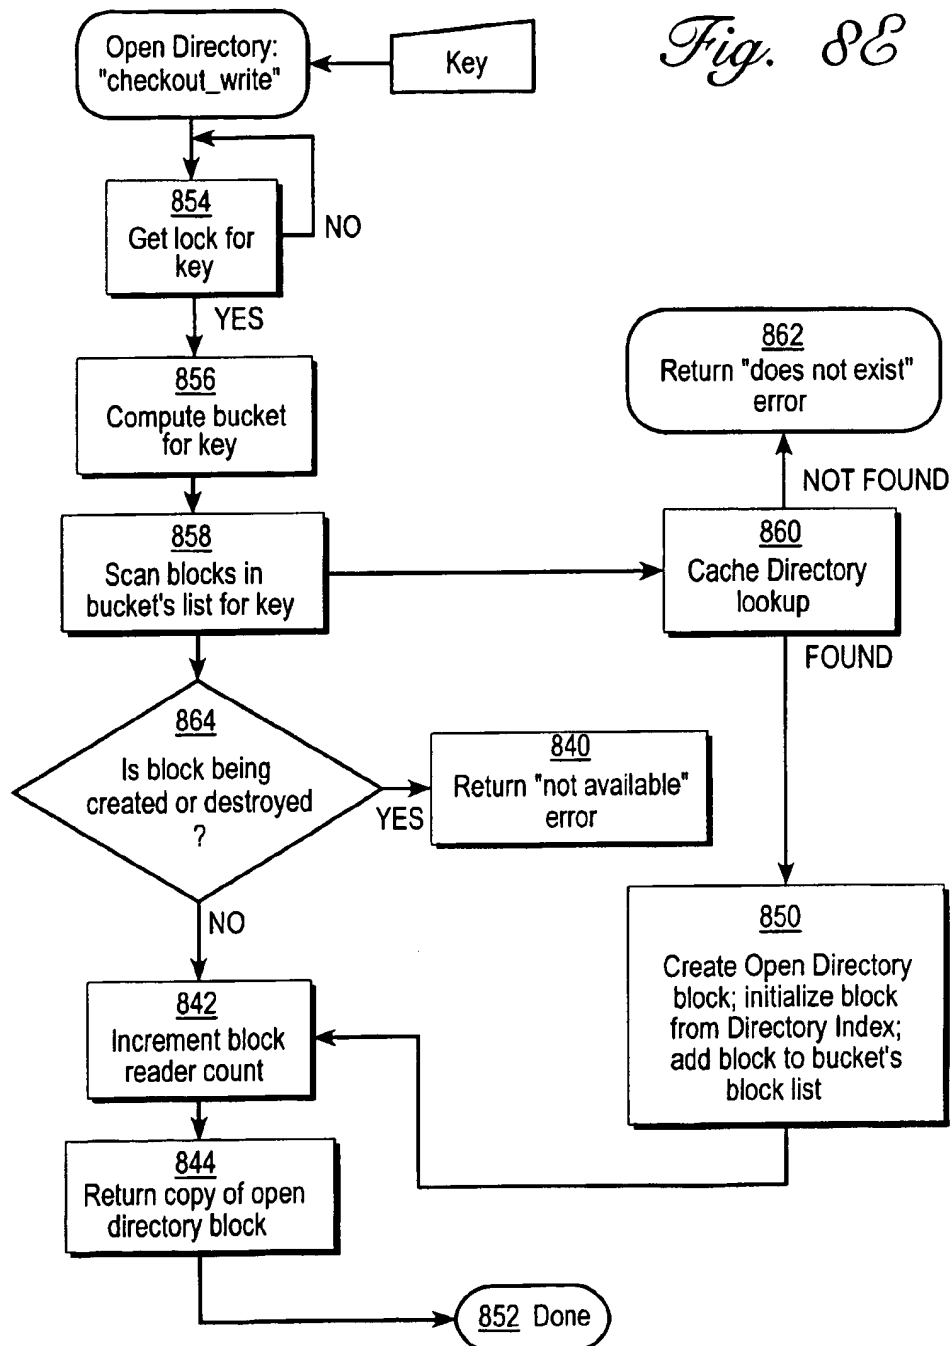 Fig. 8E
Open Directory:
"checkout_write"
Key
854
Get lock for
key
NO
YES
856
Compute bucket
for key
862
Return "does not exist"
error
NOT FOUND
858
Scan blocks in
bucket's list for key
860
Cache Directory
lookup
FOUND
864
Is block being
created or destroyed
?
YES
840
Return "not available"
error
NO
850
Create Open Directory
block; initialize block
from Directory Index;
add block to bucket's
block list
842
Increment block
reader count
844
Return copy of open
directory block
852 Done